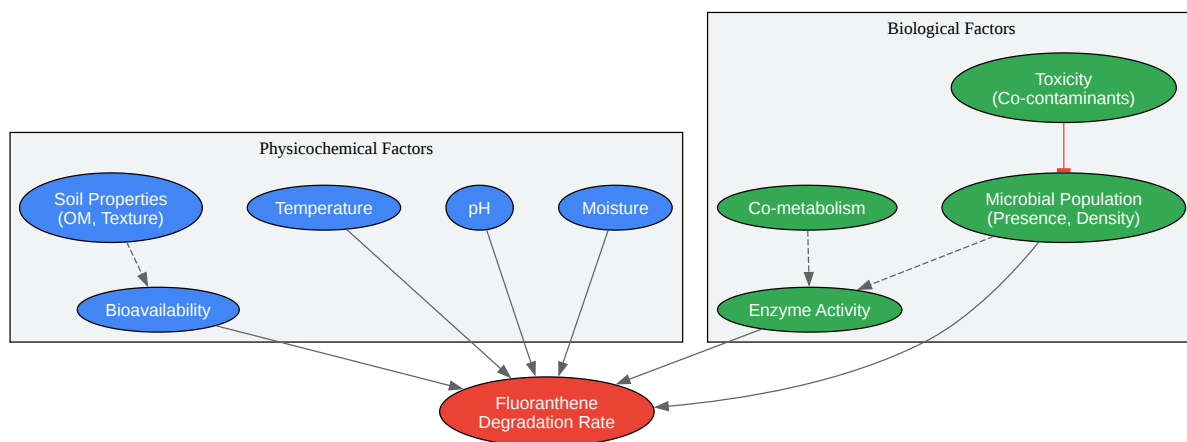 Biological Factors
Toxicity
(Co-contaminants)
Physicochemical Factors
Soil Properties
(OM, Texture)
Temperature
pH
Moisture
Co-metabolism
Microbial Population
(Presence, Density)
Bioavailability
Enzyme Activity
Fluoranthene
Degradation Rate